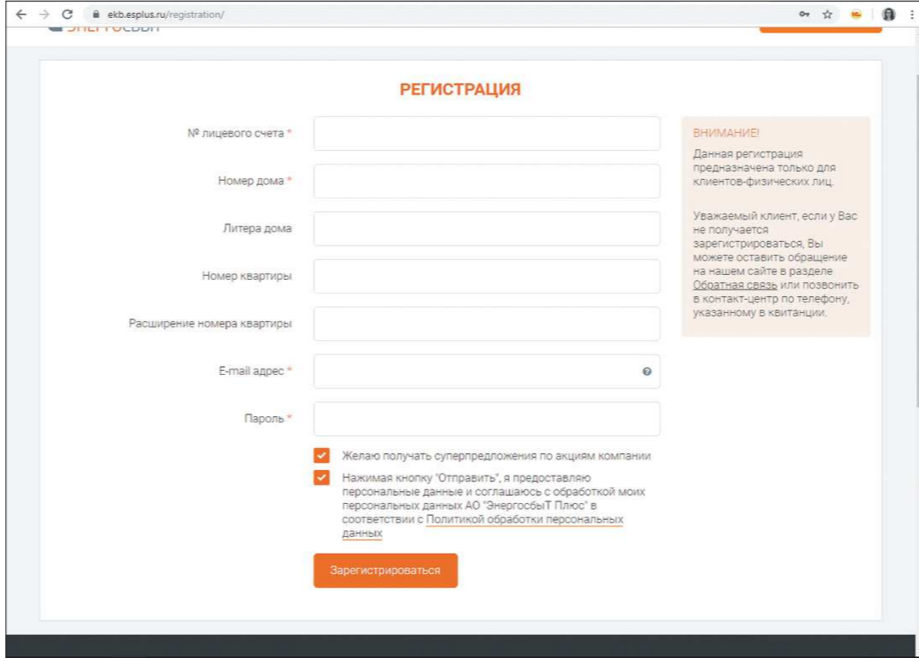 ekb.esplus.ru/registration/
РЕГИСТРАЦИЯ
№ лицевого счета *
Номер дома *
Литера дома
Номер квартиры
Расширение номера квартиры
E-mail адрес *
Пароль *
Желаю получать суперпредложения по акциям компании
Нажимая кнопку "Отправить", я предоставляю
персональные данные и соглашаюсь с обработкой моих
персональных данных АО "ЭнергосбыТ Плюс" в
соответствии с Политикой обработки персональных
данных
Зарегистрироваться
ВНИМАНИЕ!
Данная регистрация
предназначена только для
клиентов-физических лиц.
Уважаемый клиент, если у Вас
не получается
зарегистрироваться, Вы
можете оставить обращение
на нашем сайте в разделе
Обратная связь или позвонить
в контакт-центр по телефону,
указанному в квитанции.